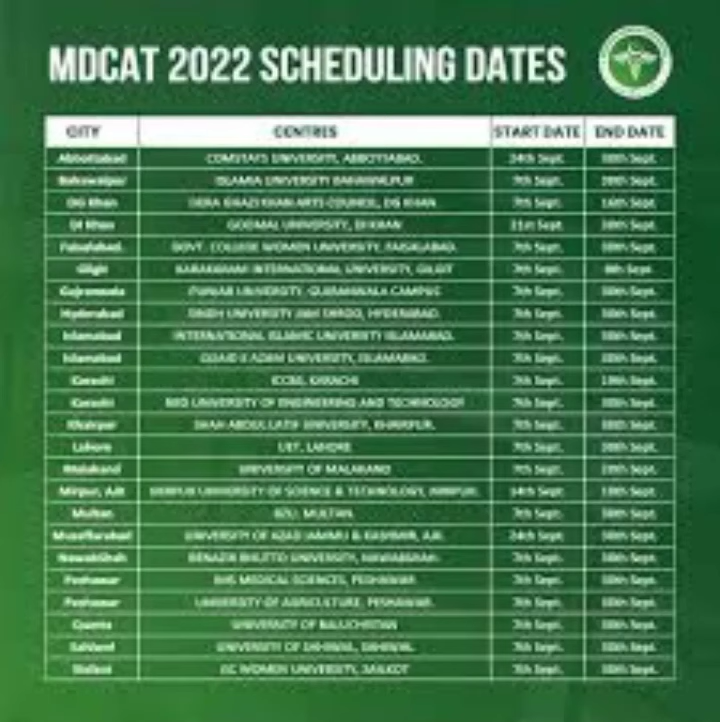 MDCAT 2022 SCHEDULING DATES
CITY CENTRES START DATE END DATE
Abbottabad COMSTATS UNIVERSITY, ABBOTTABAD. 24th Sept. 30th Sept.
Bahawalpur ISLAMIA UNIVERSITY BAHAWALPUR 7th Sept. 30th Sept.
DG Khan DERA GHAZI KHAN ARTS COUNCIL, DG KHAN 7th Sept. 16th Sept.
DI Khan GOOMAL UNIVERSITY, DI KHAN 21st Sept. 30th Sept.
Faisalabad. GOVT. COLLEGE WOMEN UNIVERSITY, FAISALABAD. 7th Sept. 30th Sept.
Gilgit KARAKARAM INTERNATIONAL UNIVERSITY, GILGIT 7th Sept. 8th Sept.
Gujranwala PUNJAB UNIVERSITY, GUJRANWALA CAMPUS 7th Sept. 30th Sept.
Hyderabad SINDH UNIVERSITY JAM SHORO, HYDERABAD. 7th Sept. 30th Sept.
Islamabad INTERNATIONAL ISLAMIC UNIVERSITY ISLAMABAD. 7th Sept. 30th Sept.
Islamabad QUAID E AZAM UNIVERSITY, ISLAMABAD. 7th Sept. 30th Sept.
Karachi KARACHI 7th Sept. Sept.
Karachi NED UNIVERSITY OF ENGINEERING AND TECHNOLOGY 7th Sept. 30th Sept.
Khairpur SHAH ABDUL LATIF UNIVERSITY, KHAIRPUR. 7th Sept. 30th Sept.
Lahore UET, LAHORE 7th Sept. 30th Sept.
Malakand UNIVERSITY OF MALAKAND 7th Sept. Sept.
Mirpur, AJK MIRPUR UNIVERSITY OF SCIENCE & TECHNOLOGY, MIRPUR. 14th Sept. Sept.
Multan BZU, MULTAN. 7th Sept. 30th Sept.
Muzaffarabad UNIVERSITY OF AZAD JAMMU & KASHMIR, AJK 24th Sept. 30th Sept.
Nawabshah BENAZIR BHUTTO UNIVERSITY, NAWABSHAH. 7th Sept. 30th Sept.
Peshawar MEDICAL SCIENCES, PESHAWAR 7th Sept. 30th Sept.
Peshawar UNIVERSITY OF AGRICULTURE, PESHAWAR. 7th Sept. 30th Sept.
Quetta UNIVERSITY OF BALUCHISTAN 7th Sept. 30th Sept.
Sahiwal UNIVERSITY OF SAHIWAL, SAHIWAL 7th Sept. 30th Sept.
Sialkot GC WOMEN UNIVERSITY, SIALKOT 7th Sept. 30th Sept.